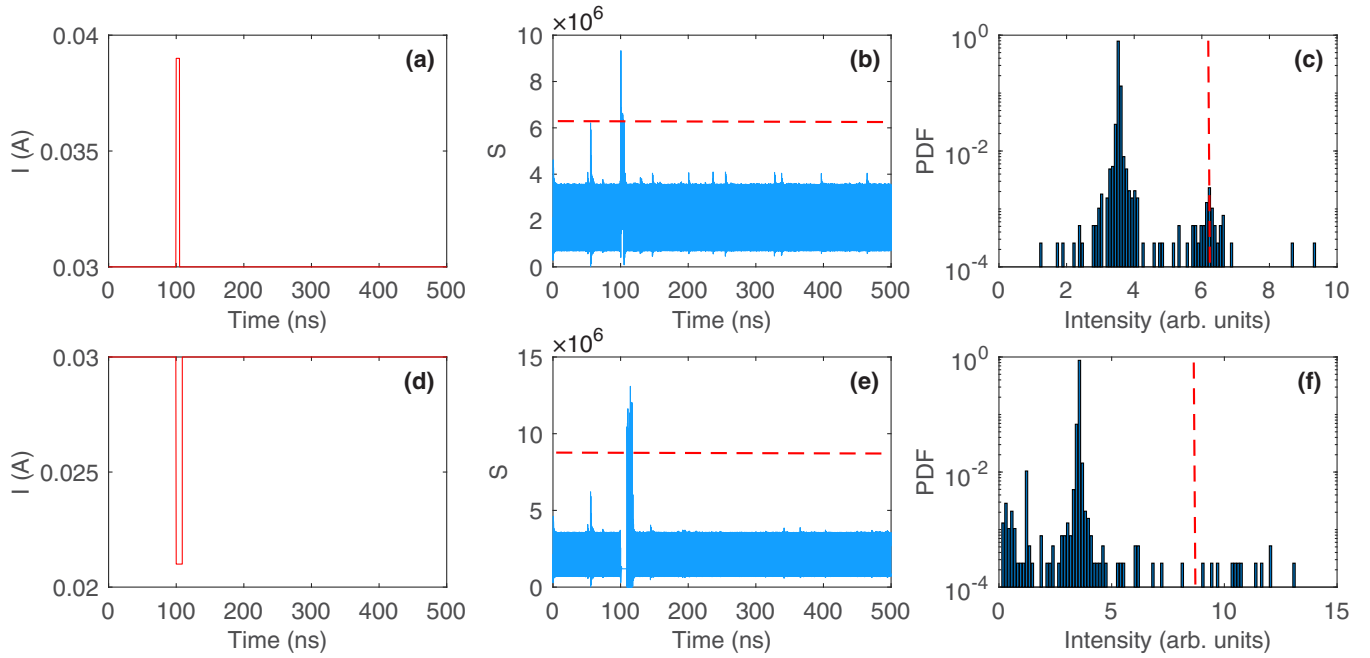 (a)
I (A)
0.04
0.035
0.03
0 100 200 300 400 500
Time (ns)
(b)
×10^6
S
10
8
6
4
2
0
0 100 200 300 400 500
Time (ns)
(c)
PDF
10^0
10^-2
10^-4
0 2 4 6 8 10
Intensity (arb. units)
(d)
I (A)
0.03
0.025
0.02
0 100 200 300 400 500
Time (ns)
(e)
×10^6
S
15
10
5
0
0 100 200 300 400 500
Time (ns)
(f)
PDF
10^0
10^-2
10^-4
0 5 10 15
Intensity (arb. units)